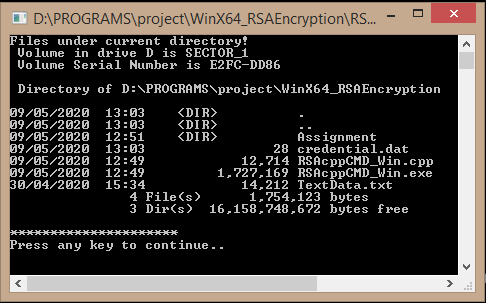 D:\PROGRAMS\project\WinX64_RSAEncryption\RS...
Files under current directory!
 Volume in drive D is SECTOR_1
 Volume Serial Number is E2FC-DD86
 Directory of D:\PROGRAMS\project\WinX64_RSAEncryption
09/05/2020  13:03    <DIR>          .
09/05/2020  13:03    <DIR>          ..
09/05/2020  12:51    <DIR>          Assignment
09/05/2020  13:03                28 credential.dat
09/05/2020  12:49            12,714 RSAcppCMD_Win.cpp
09/05/2020  12:49         1,727,169 RSAcppCMD_Win.exe
30/04/2020  15:34            14,212 TextData.txt
               4 File(s)      1,754,123 bytes
               3 Dir(s)  16,158,748,672 bytes free
*********************
Press any key to continue..